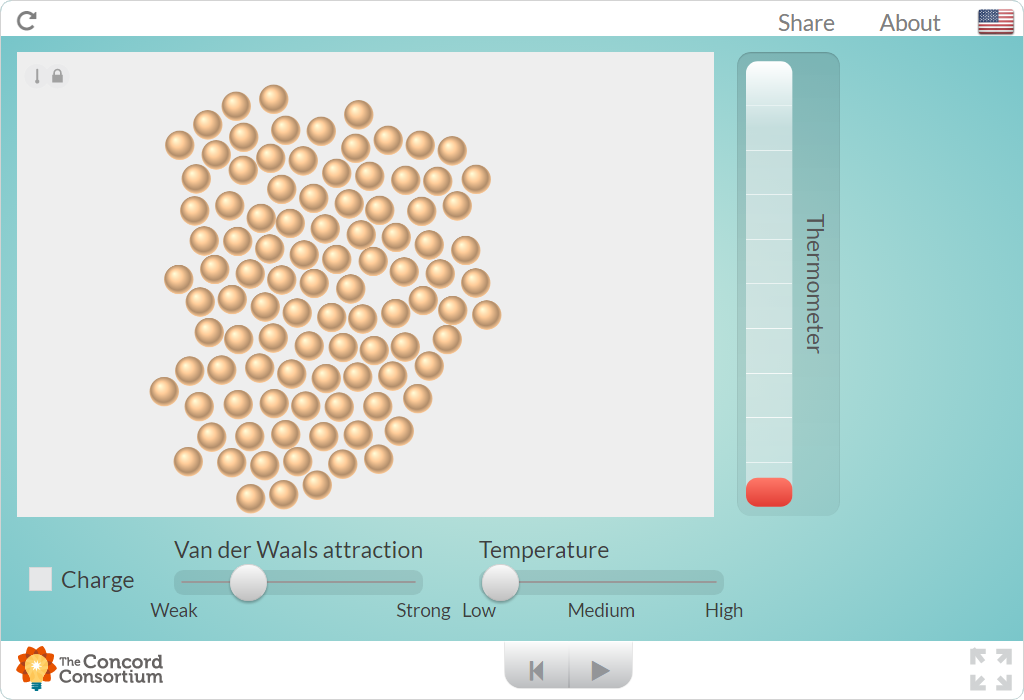 Share About
Thermometer
Van der Waals attraction Temperature
Charge
Weak Strong Low Medium High
The Concord
Consortium